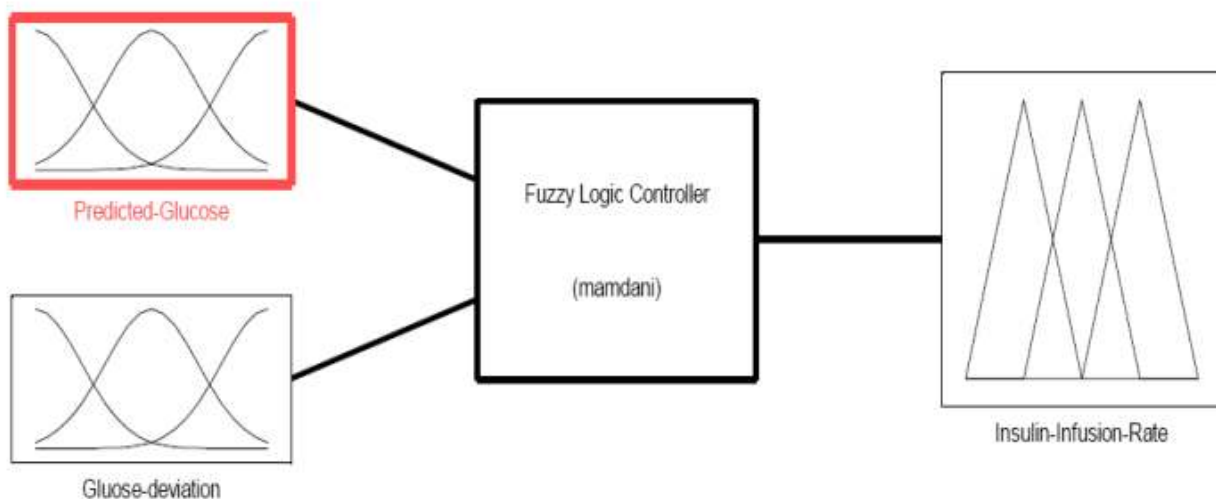 Predicted-Glucose
Gluose-deviation
Fuzzy Logic Controller
(mamdani)
Insulin-Infusion-Rate